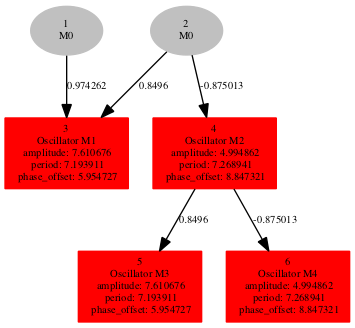 1
M0
2
M0
0.974262
0.8496
-0.875013
3
Oscillator M1
amplitude: 7.610676
period: 7.193911
phase_offset: 5.954727
4
Oscillator M2
amplitude: 4.994862
period: 7.268941
phase_offset: 8.847321
0.8496
-0.875013
5
Oscillator M3
amplitude: 7.610676
period: 7.193911
phase_offset: 5.954727
6
Oscillator M4
amplitude: 4.994862
period: 7.268941
phase_offset: 8.847321